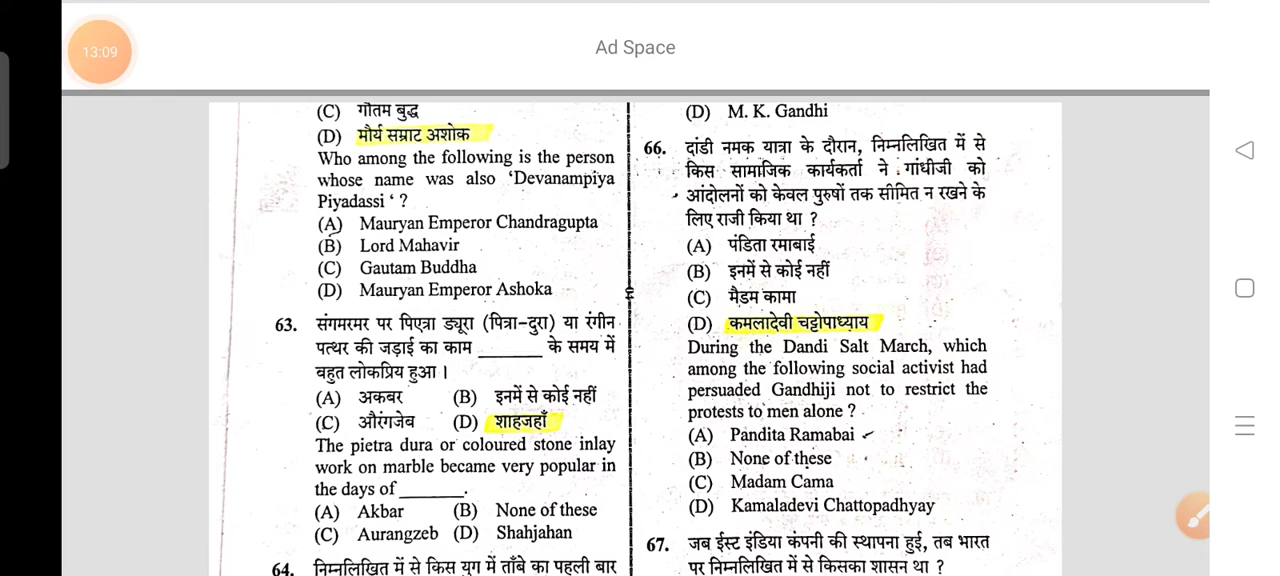 13:09
Ad Space
(C) गौतम बुद्ध
(D) मौर्य सम्राट अशोक
Who among the following is the person
whose name was also ‘Devanampiya
Piyadassi ‘ ?
(A) Mauryan Emperor Chandragupta
(B) Lord Mahavir
(C) Gautam Buddha
(D) Mauryan Emperor Ashoka
63. संगमरमर पर पिएत्रा ड्यूरा (पित्रा-दुरा) या रंगीन
पत्थर की जड़ाई का काम ______ के समय में
बहुत लोकप्रिय हुआ ।
(A) अकबर (B) इनमें से कोई नहीं
(C) औरंगजेब (D) शाहजहाँ
The pietra dura or coloured stone inlay
work on marble became very popular in
the days of ______.
(A) Akbar (B) None of these
(C) Aurangzeb (D) Shahjahan
64. निम्नलिखित में से किस युग में ताँबे का पहली बार
(D) M. K. Gandhi
66. दांडी नमक यात्रा के दौरान, निम्नलिखित में से
किस सामाजिक कार्यकर्ता ने गांधीजी को
आंदोलनों को केवल पुरुषों तक सीमित न रखने के
लिए राजी किया था ?
(A) पंडिता रमाबाई
(B) इनमें से कोई नहीं
(C) मैडम कामा
(D) कमलादेवी चट्टोपाध्याय
During the Dandi Salt March, which
among the following social activist had
persuaded Gandhiji not to restrict the
protests to men alone ?
(A) Pandita Ramabai
(B) None of these
(C) Madam Cama
(D) Kamaladevi Chattopadhyay
67. जब ईस्ट इंडिया कंपनी की स्थापना हुई, तब भारत
पर निम्नलिखित में से किसका शासन था ?